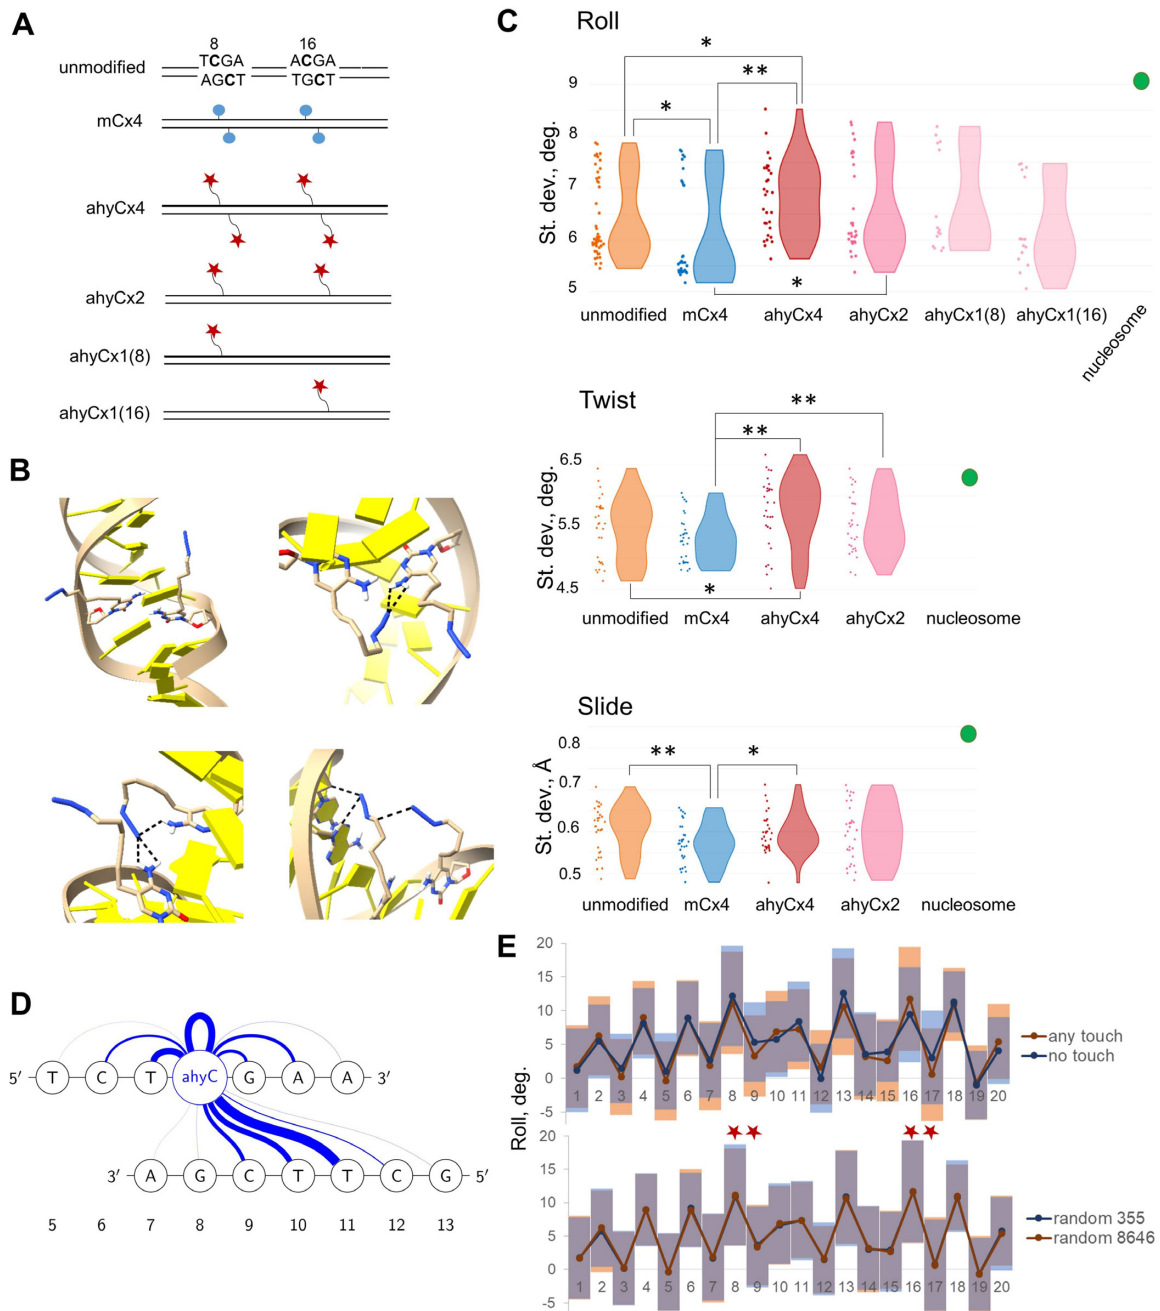 A
8 16
TCGA ACGA
unmodified
AGCT TGCT
mCx4
ahyCx4
ahyCx2
ahyCx1(8)
ahyCx1(16)
B
C
Roll
* ** *
*
St. dev., deg.
9
8
7
6
5
unmodified mCx4 ahyCx4 ahyCx2 ahyCx1(8) ahyCx1(16) nucleosome
Twist
**
**
*
St. dev., deg.
6.5
5.5
4.5
unmodified mCx4 ahyCx4 ahyCx2 nucleosome
Slide
** *
St. dev., Å
0.8
0.7
0.6
0.5
unmodified mCx4 ahyCx4 ahyCx2 nucleosome
D
5′ T C T ahyC G A A 3′
3′ A G C T T C G 5′
5 6 7 8 9 10 11 12 13
E
Roll, deg.
20
15
10
5
0
-5
1 2 3 4 5 6 7 8 9 10 11 12 13 14 15 16 17 18 19 20
any touch
no touch
20
15
10
5
0
-5
1 2 3 4 5 6 7 8 9 10 11 12 13 14 15 16 17 18 19 20
random 355
random 8646